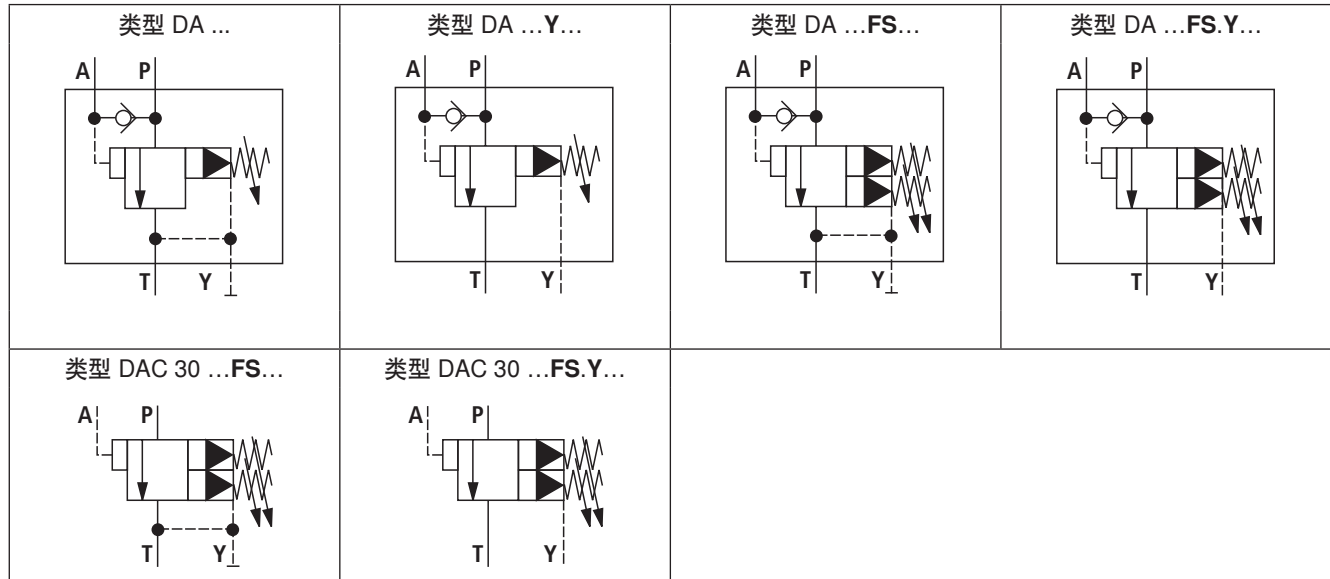 类型 DA ...
类型 DA ...Y...
类型 DA ...FS...
类型 DA ...FS.Y...
A P
A P
A P
A P
T Y
T Y
T Y
T Y
类型 DAC 30 ...FS...
类型 DAC 30 ...FS.Y...
A P
A P
T Y
T Y